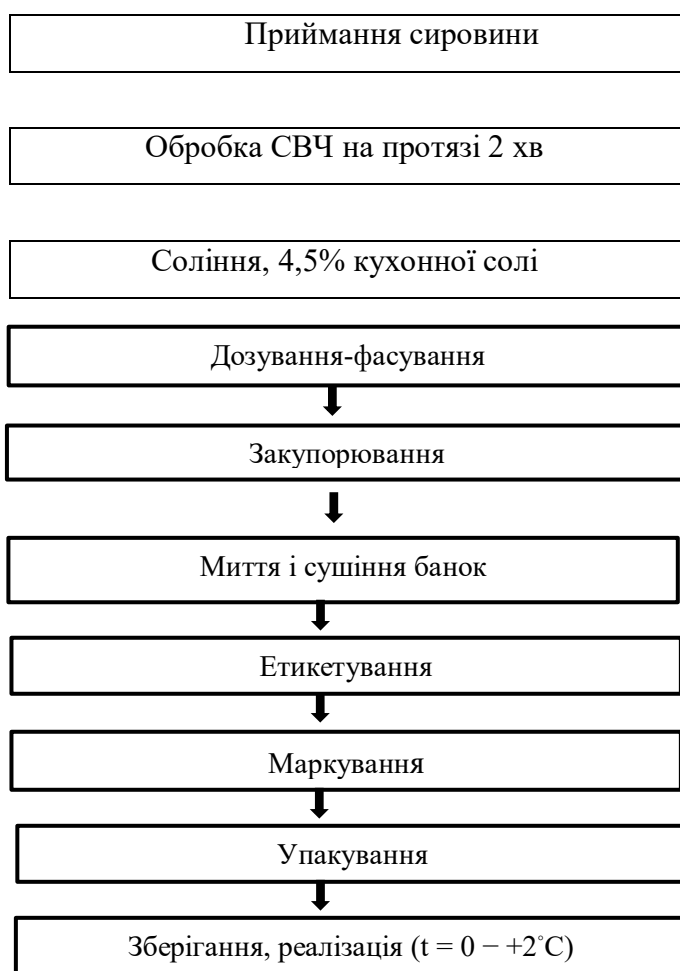 Приймання сировини
Обробка СВЧ на протязі 2 хв
Соління, 4,5% кухонної солі
Дозування-фасування
Закупорювання
Миття і сушіння банок
Етикетування
Маркування
Упакування
Зберігання, реалізація (t = 0 − +2°С)